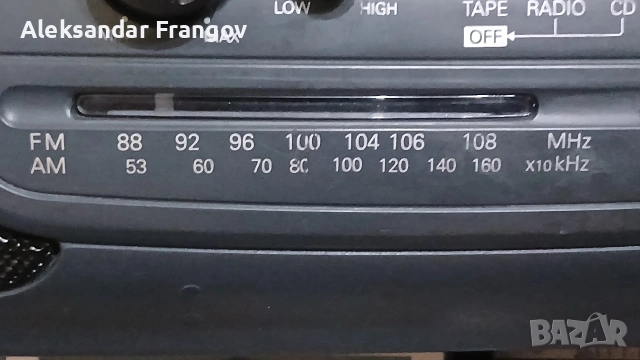 Aleksandar Frangov
LOW HIGH TAPE RADIO CD
MAX OFF
FM 88 92 96 100 104 106 108 MHz
AM 53 60 70 80 100 120 140 160 x10 kHz
BAZAR